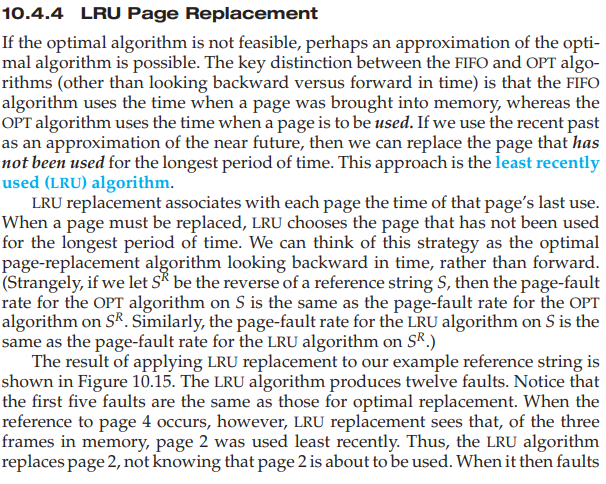 10.4.4 LRU Page Replacement
If the optimal algorithm is not feasible, perhaps an approximation of the opti-
mal algorithm is possible. The key distinction between the FIFO and OPT algo-
rithms (other than looking backward versus forward in time) is that the FIFO
algorithm uses the time when a page was brought into memory, whereas the
OPT algorithm uses the time when a page is to be used. If we use the recent past
as an approximation of the near future, then we can replace the page that has
not been used for the longest period of time. This approach is the least recently
used (LRU) algorithm.
LRU replacement associates with each page the time of that page's last use.
When a page must be replaced, LRU chooses the page that has not been used
for the longest period of time. We can think of this strategy as the optimal
page-replacement algorithm looking backward in time, rather than forward.
(Strangely, if we let Sᴿ be the reverse of a reference string S, then the page-fault
rate for the OPT algorithm on S is the same as the page-fault rate for the OPT
algorithm on Sᴿ. Similarly, the page-fault rate for the LRU algorithm on S is the
same as the page-fault rate for the LRU algorithm on Sᴿ.)
The result of applying LRU replacement to our example reference string is
shown in Figure 10.15. The LRU algorithm produces twelve faults. Notice that
the first five faults are the same as those for optimal replacement. When the
reference to page 4 occurs, however, LRU replacement sees that, of the three
frames in memory, page 2 was used least recently. Thus, the LRU algorithm
replaces page 2, not knowing that page 2 is about to be used. When it then faults